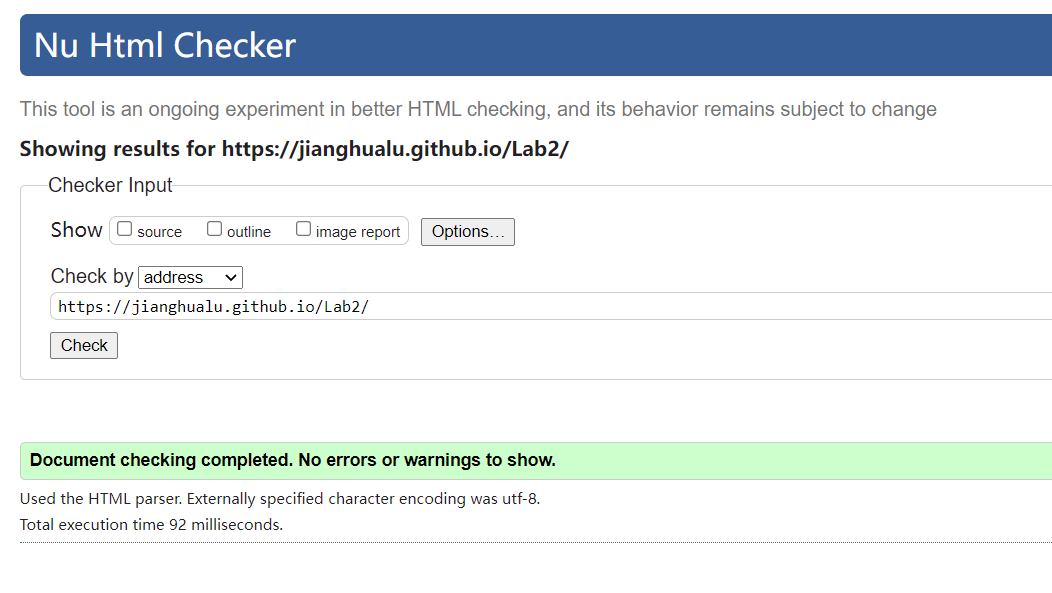 Nu Html Checker
This tool is an ongoing experiment in better HTML checking, and its behavior remains subject to change
Showing results for https://jianghualu.github.io/Lab2/
Checker Input
Show source outline image report Options...
Check by address
https://jianghualu.github.io/Lab2/
Check
Document checking completed. No errors or warnings to show.
Used the HTML parser. Externally specified character encoding was utf-8.
Total execution time 92 milliseconds.